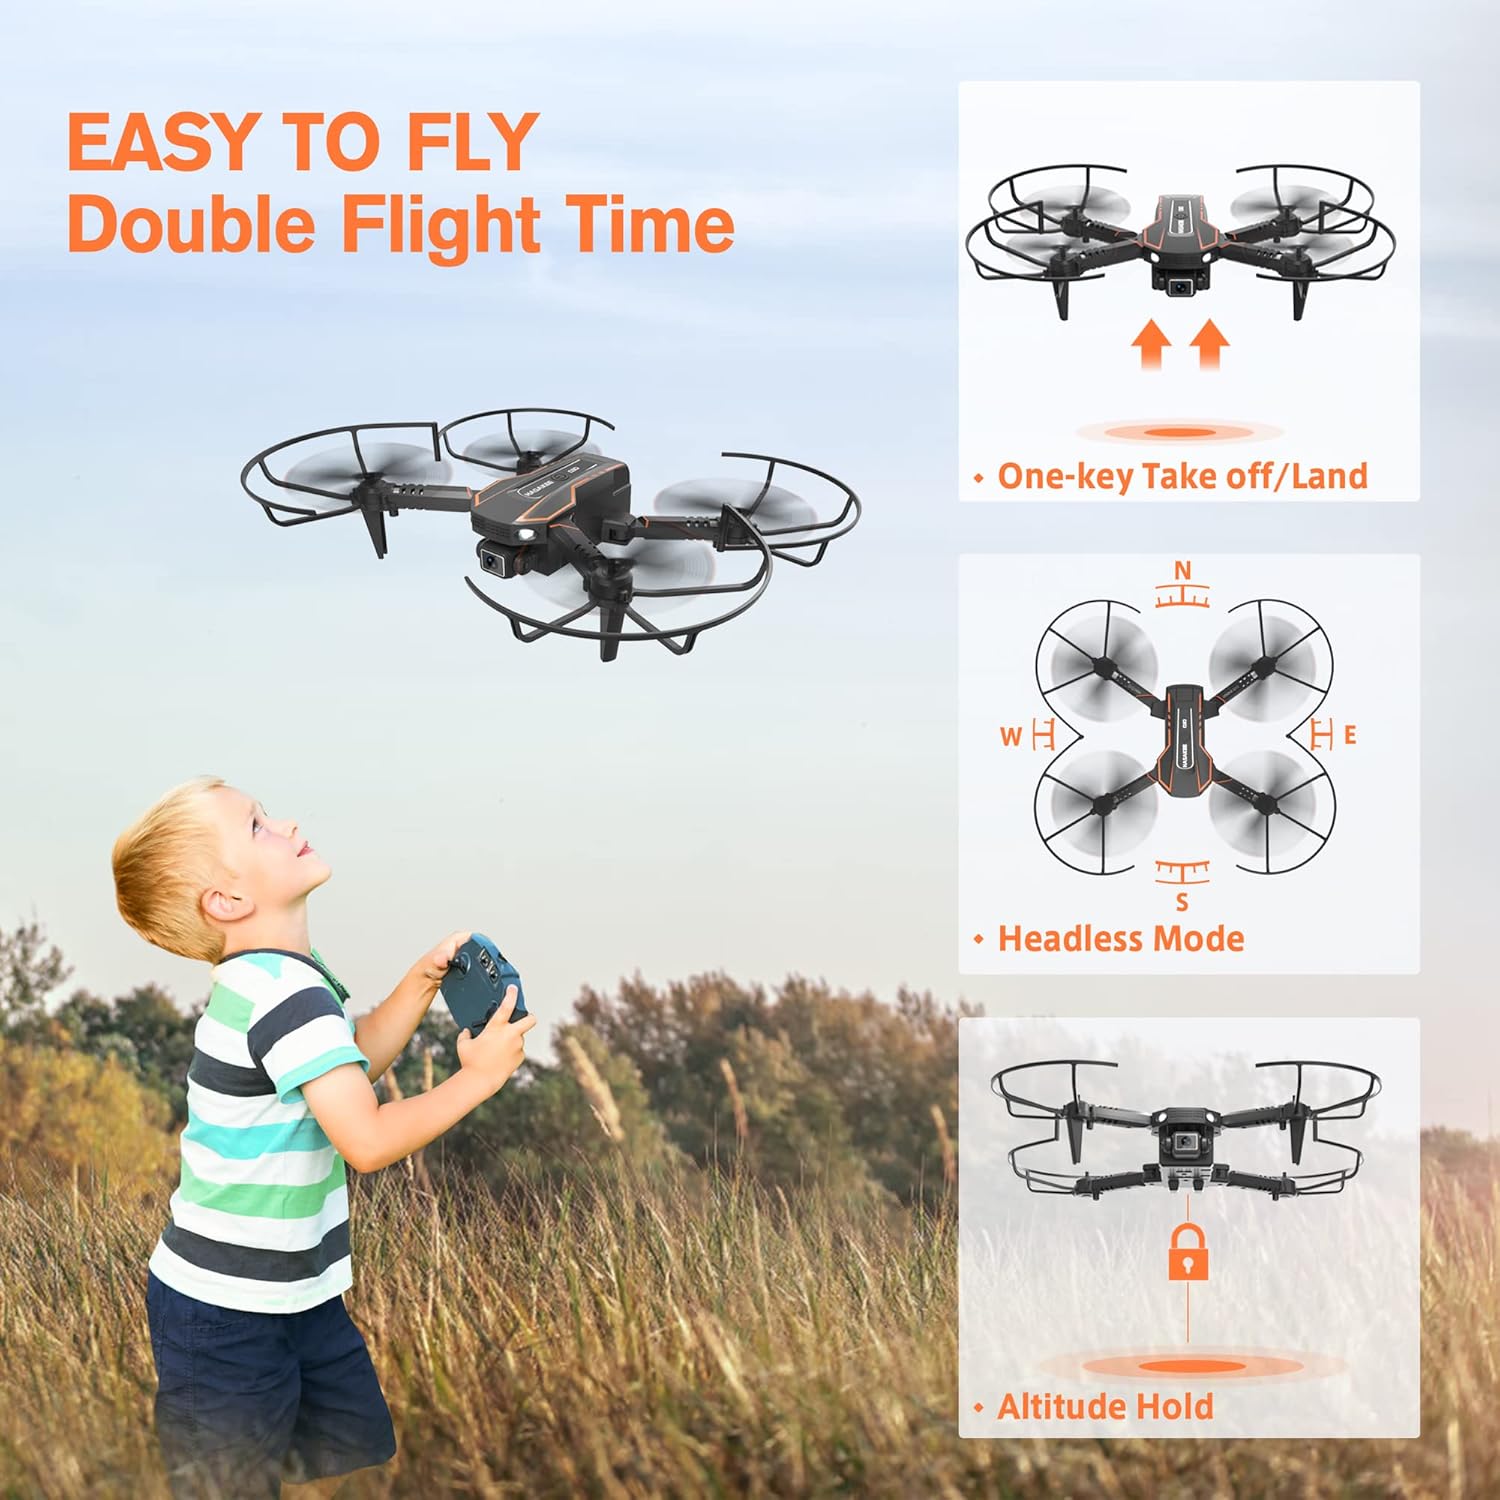 EASY TO FLY
Double Flight Time
• One-key Take off/Land
N
W
E
S
• Headless Mode
• Altitude Hold